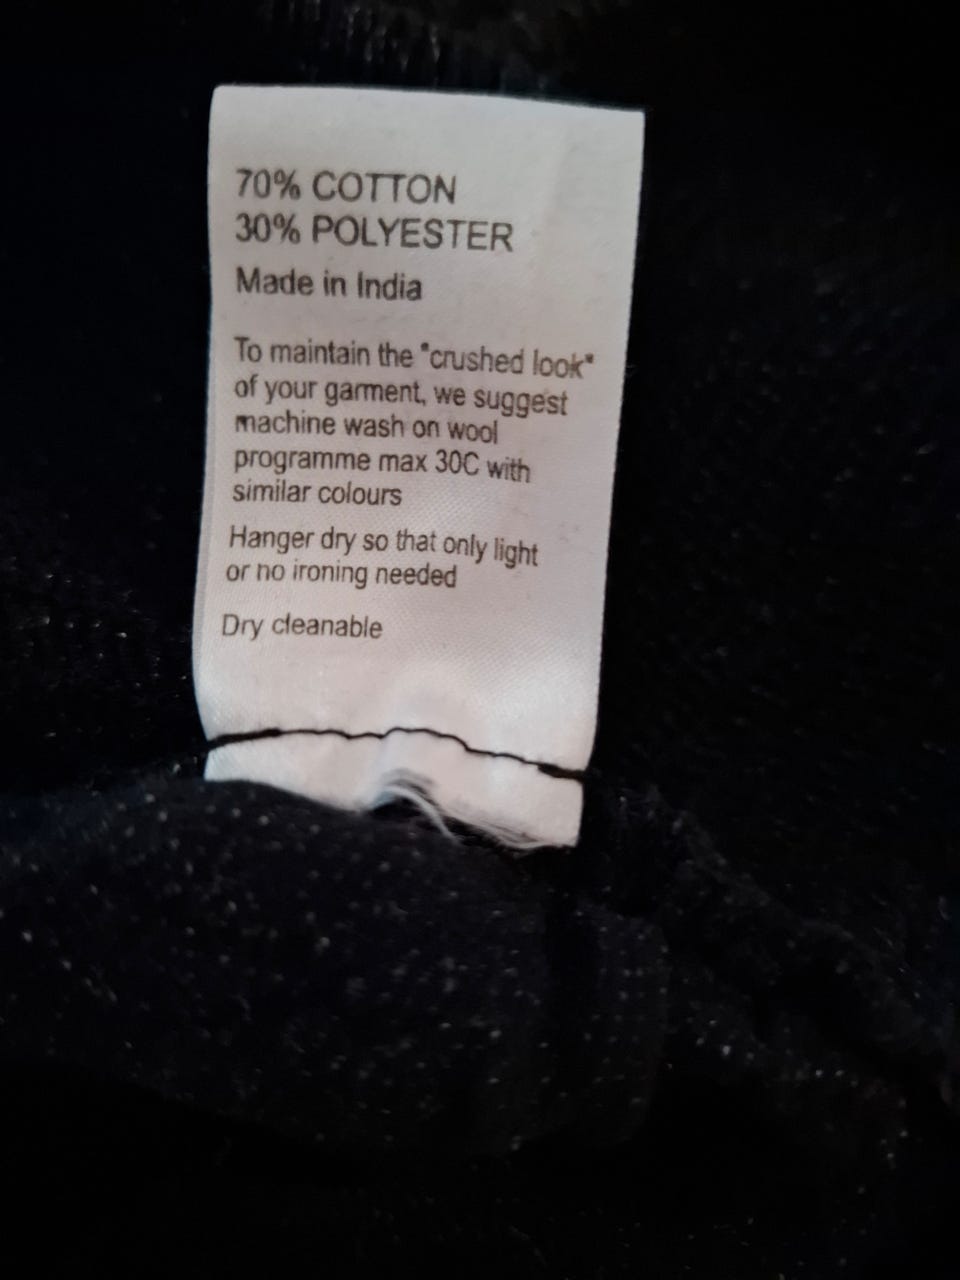 70% COTTON
30% POLYESTER
Made in India
To maintain the "crushed look"
of your garment, we suggest
machine wash on wool
programme max 30C with
similar colours
Hanger dry so that only light
or no ironing needed
Dry cleanable